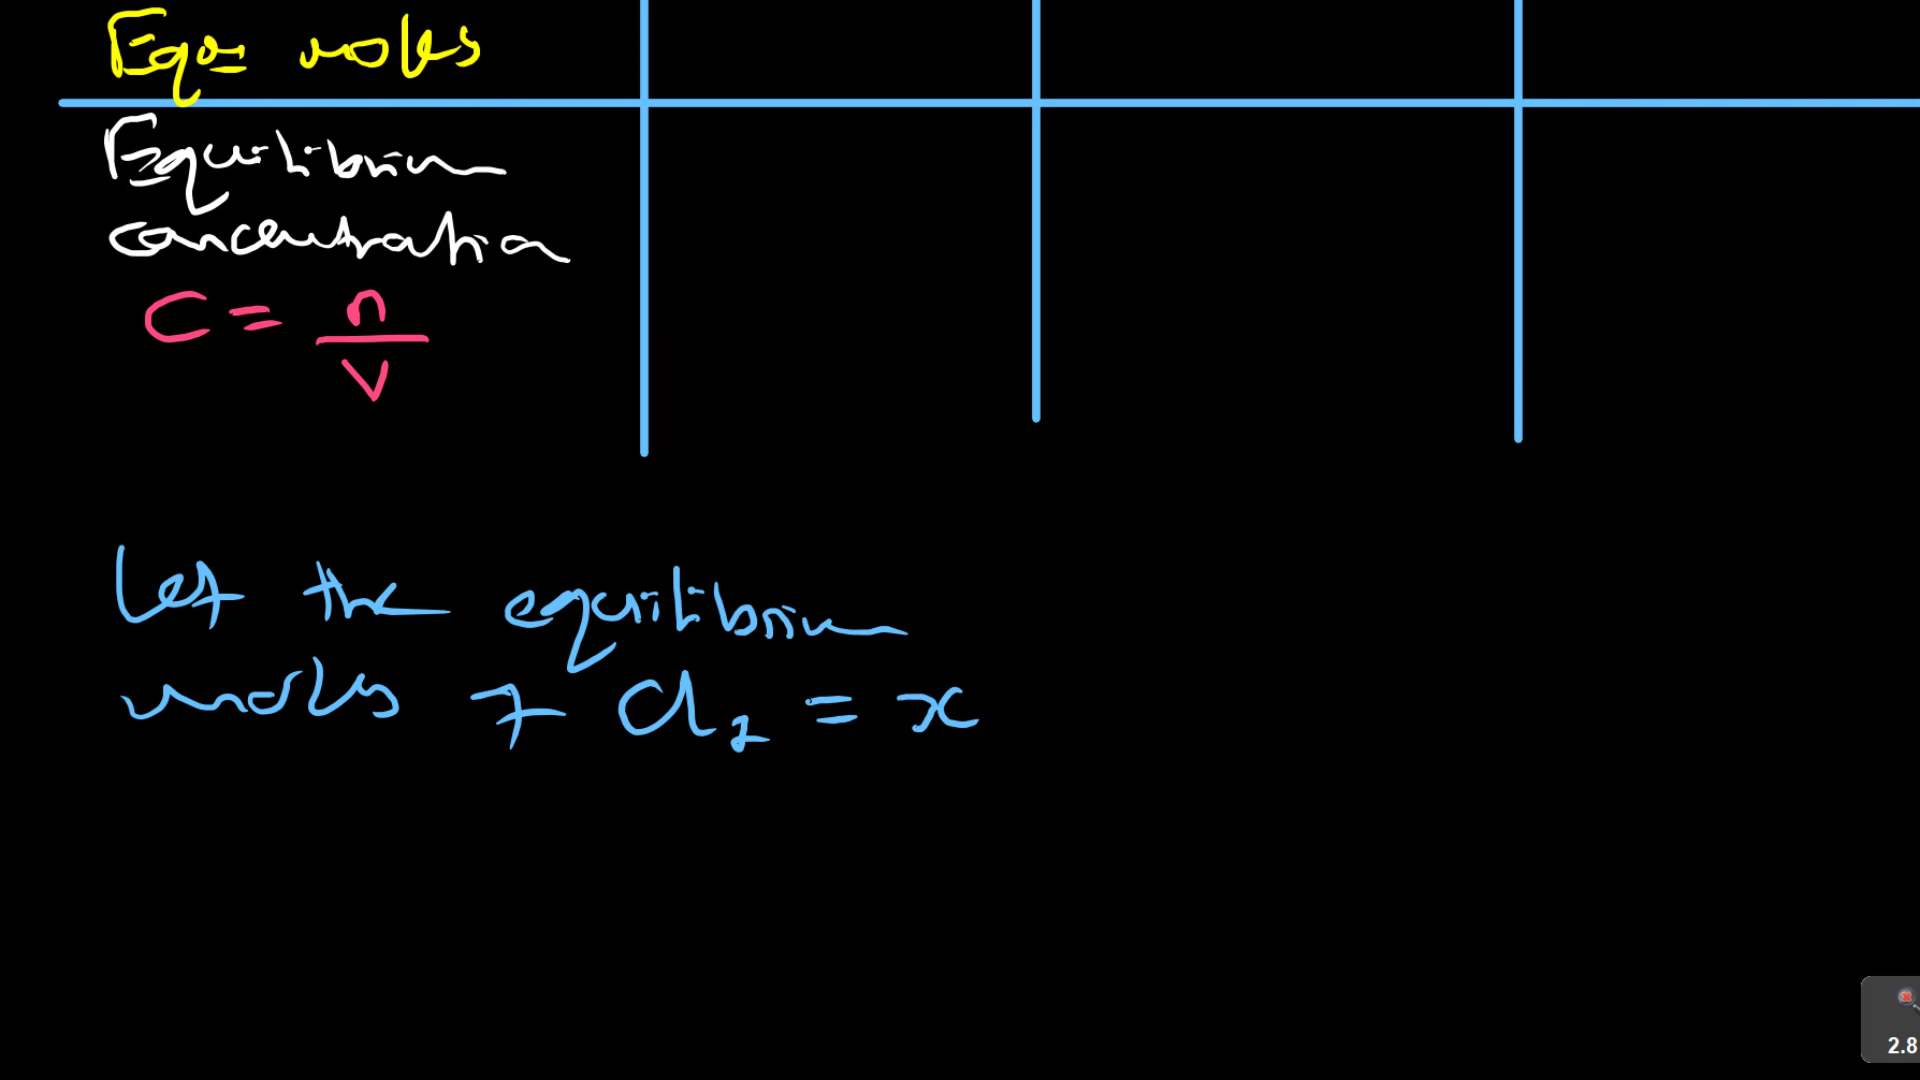 Eqm moles
Equilibrium
concentration
C = n/V
Let the equilibrium
moles of Cl₂ = x
2.8